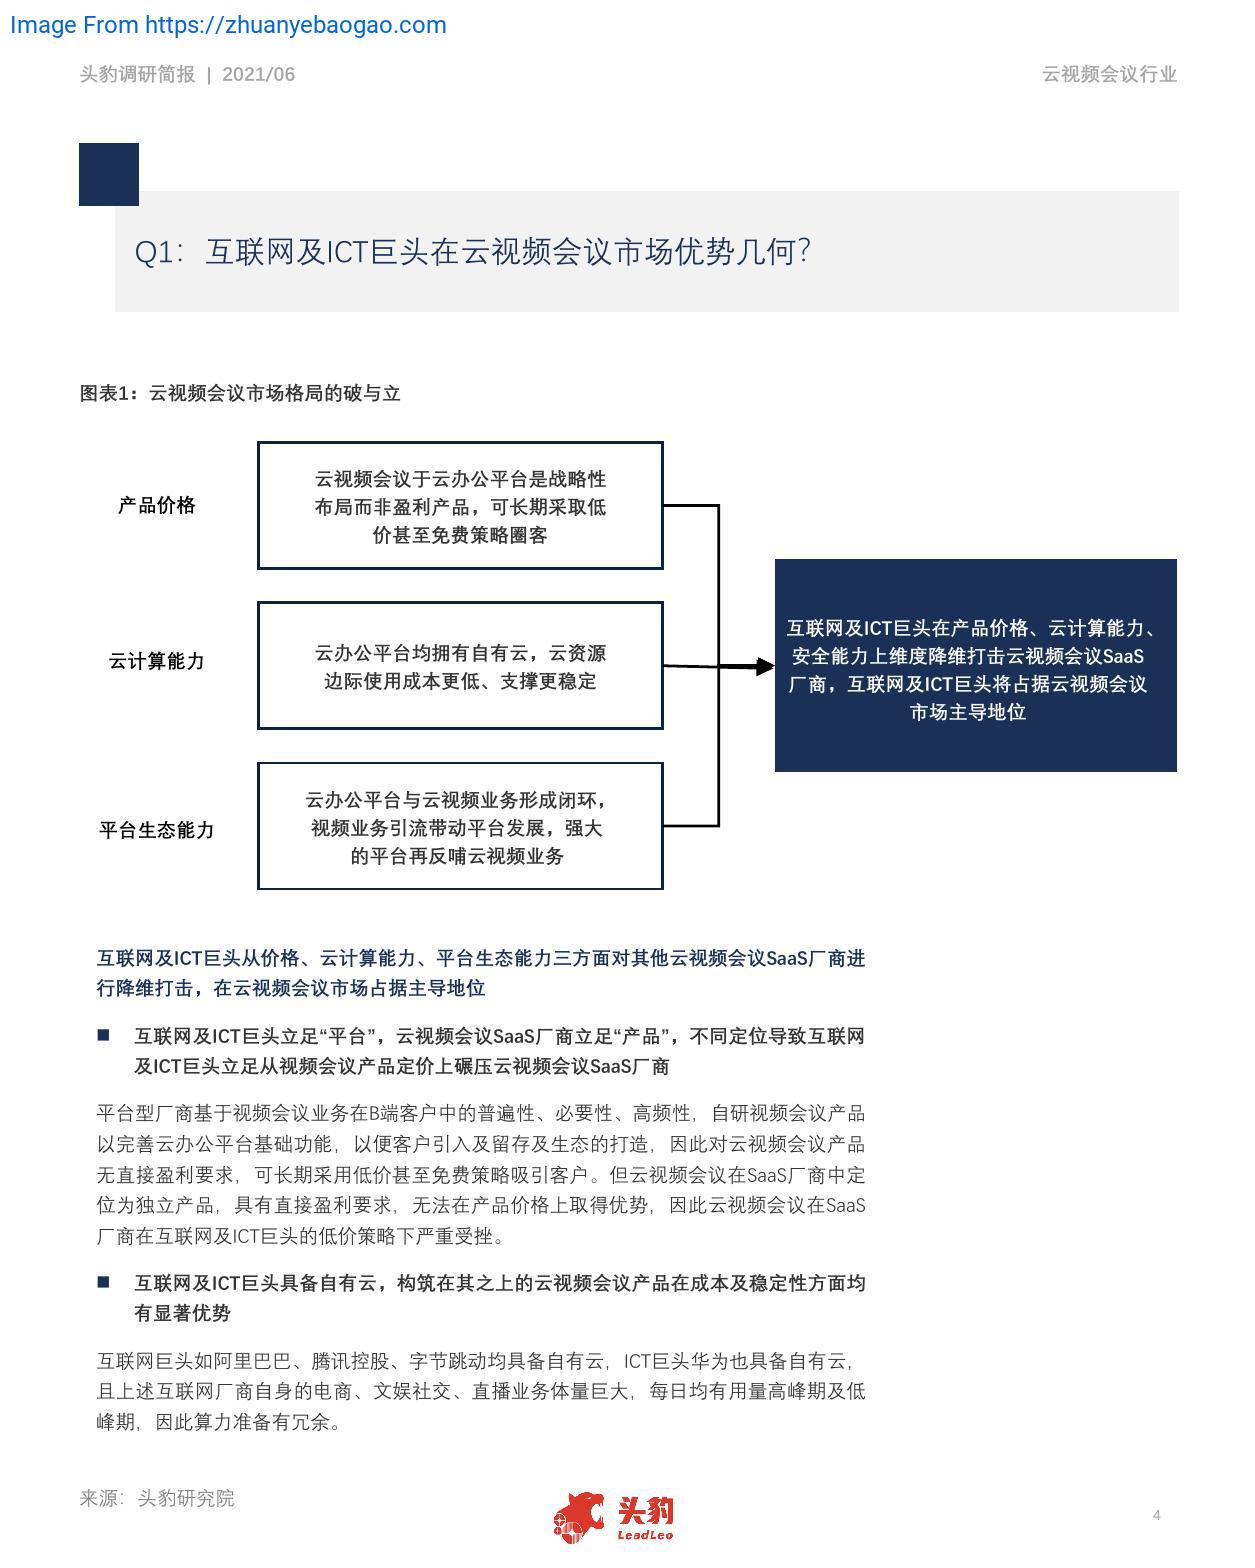 Image From https://zhuanyebaogao.com
头豹调研简报 | 2021/06
云视频会议行业
Q1：互联网及ICT巨头在云视频会议市场优势几何？
图表1：云视频会议市场格局的破与立
产品价格
云视频会议于云办公平台是战略性
布局而非盈利产品，可长期采取低
价甚至免费策略圈客
云计算能力
云办公平台均拥有自有云，云资源
边际使用成本更低、支撑更稳定
平台生态能力
云办公平台与云视频业务形成闭环，
视频业务引流带动平台发展，强大
的平台再反哺云视频业务
互联网及ICT巨头在产品价格、云计算能力、
安全能力上维度降维打击云视频会议SaaS
厂商，互联网及ICT巨头将占据云视频会议
市场主导地位
互联网及ICT巨头从价格、云计算能力、平台生态能力三方面对其他云视频会议SaaS厂商进
行降维打击，在云视频会议市场占据主导地位
■ 互联网及ICT巨头立足“平台”，云视频会议SaaS厂商立足“产品”，不同定位导致互联网
及ICT巨头立足从视频会议产品定价上碾压云视频会议SaaS厂商
平台型厂商基于视频会议业务在B端客户中的普遍性、必要性、高频性，自研视频会议产品
以完善云办公平台基础功能，以便客户引入及留存及生态的打造，因此对云视频会议产品
无直接盈利要求，可长期采用低价甚至免费策略吸引客户。但云视频会议在SaaS厂商中定
位为独立产品，具有直接盈利要求，无法在产品价格上取得优势，因此云视频会议在SaaS
厂商在互联网及ICT巨头的低价策略下严重受挫。
■ 互联网及ICT巨头具备自有云，构筑在其之上的云视频会议产品在成本及稳定性方面均
有显著优势
互联网巨头如阿里巴巴、腾讯控股、字节跳动均具备自有云，ICT巨头华为也具备自有云，
且上述互联网厂商自身的电商、文娱社交、直播业务体量巨大，每日均有用量高峰期及低
峰期，因此算力准备有冗余。
来源：头豹研究院
头豹
LeadLeo
4